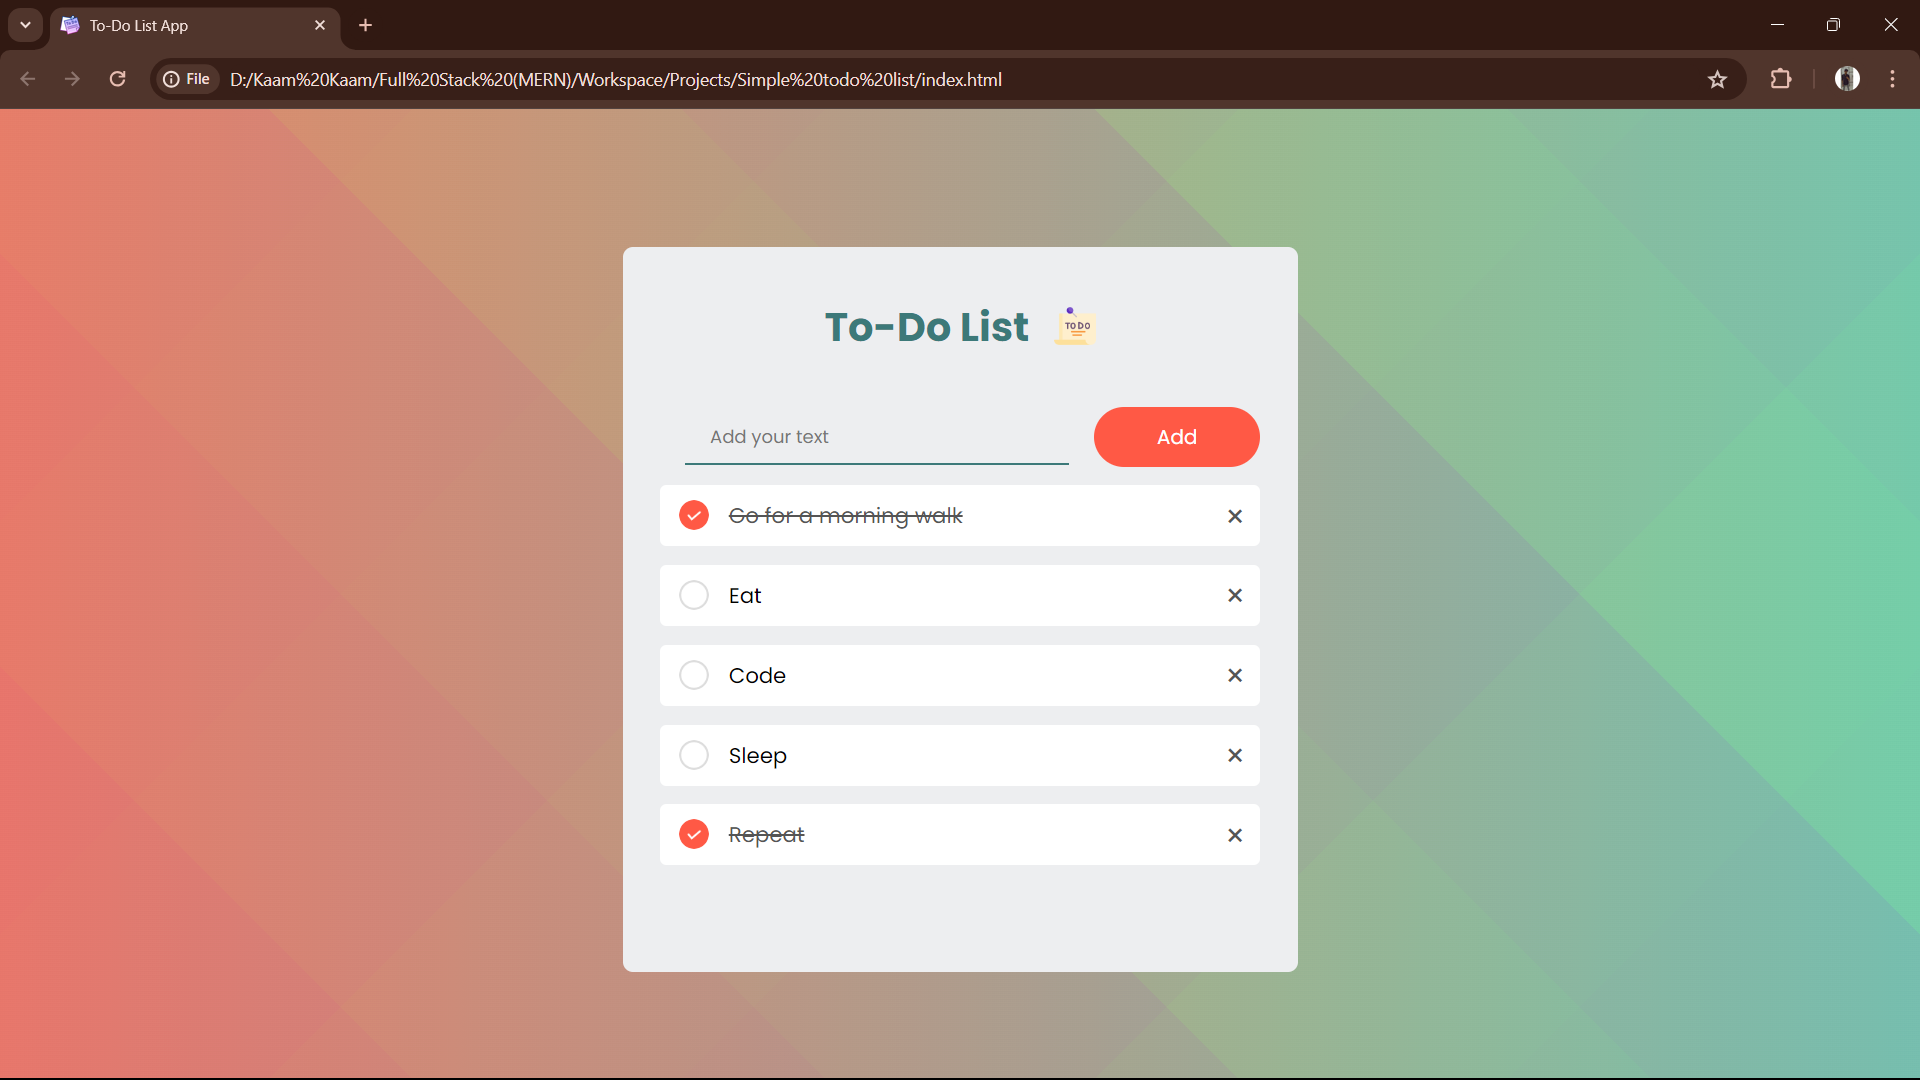 To-Do List App
File
D:/Kaam%20Kaam/Full%20Stack%20(MERN)/Workspace/Projects/Simple%20todo%20list/index.html
To-Do List
TO DO
Add your text
Add
Go for a morning walk
Eat
Code
Sleep
Repeat